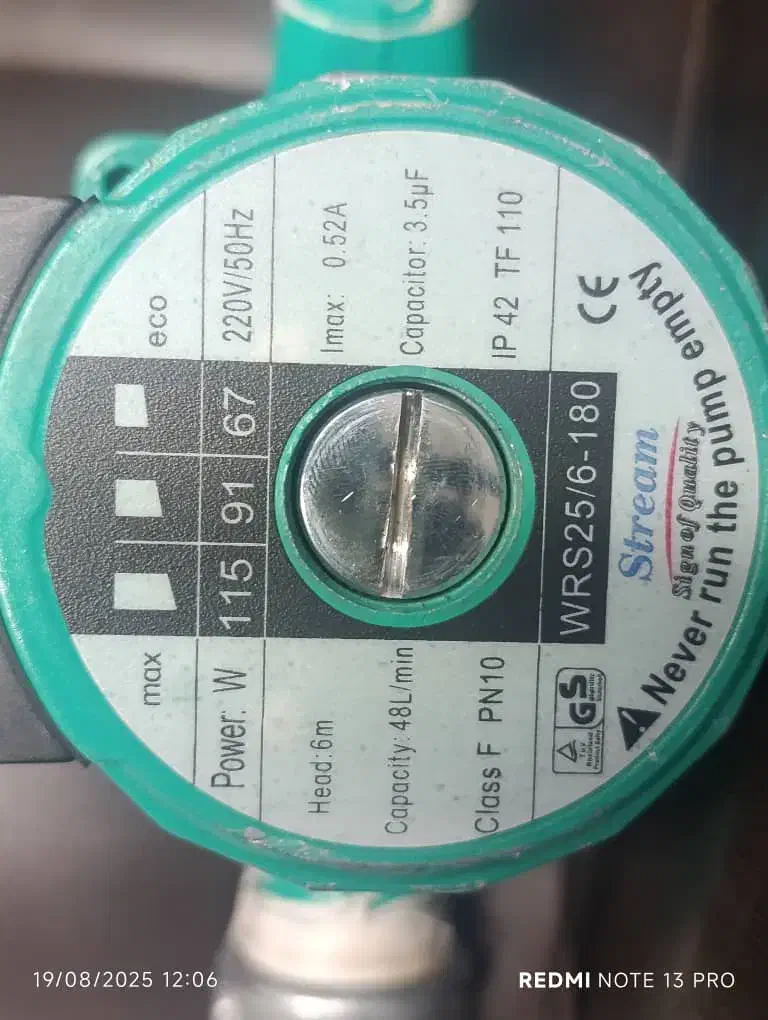 max eco
Power: W 115 91 67 220V/50Hz
Head:6m Imax: 0.52A
Capacity: 48L/min Capacitor: 3.5µF
Class F PN10 IP 42 TF 110
GS WRS25/6-180 CE
Stream
Sign of Quality
Never run the pump empty
19/08/2025 12:06
REDMI NOTE 13 PRO